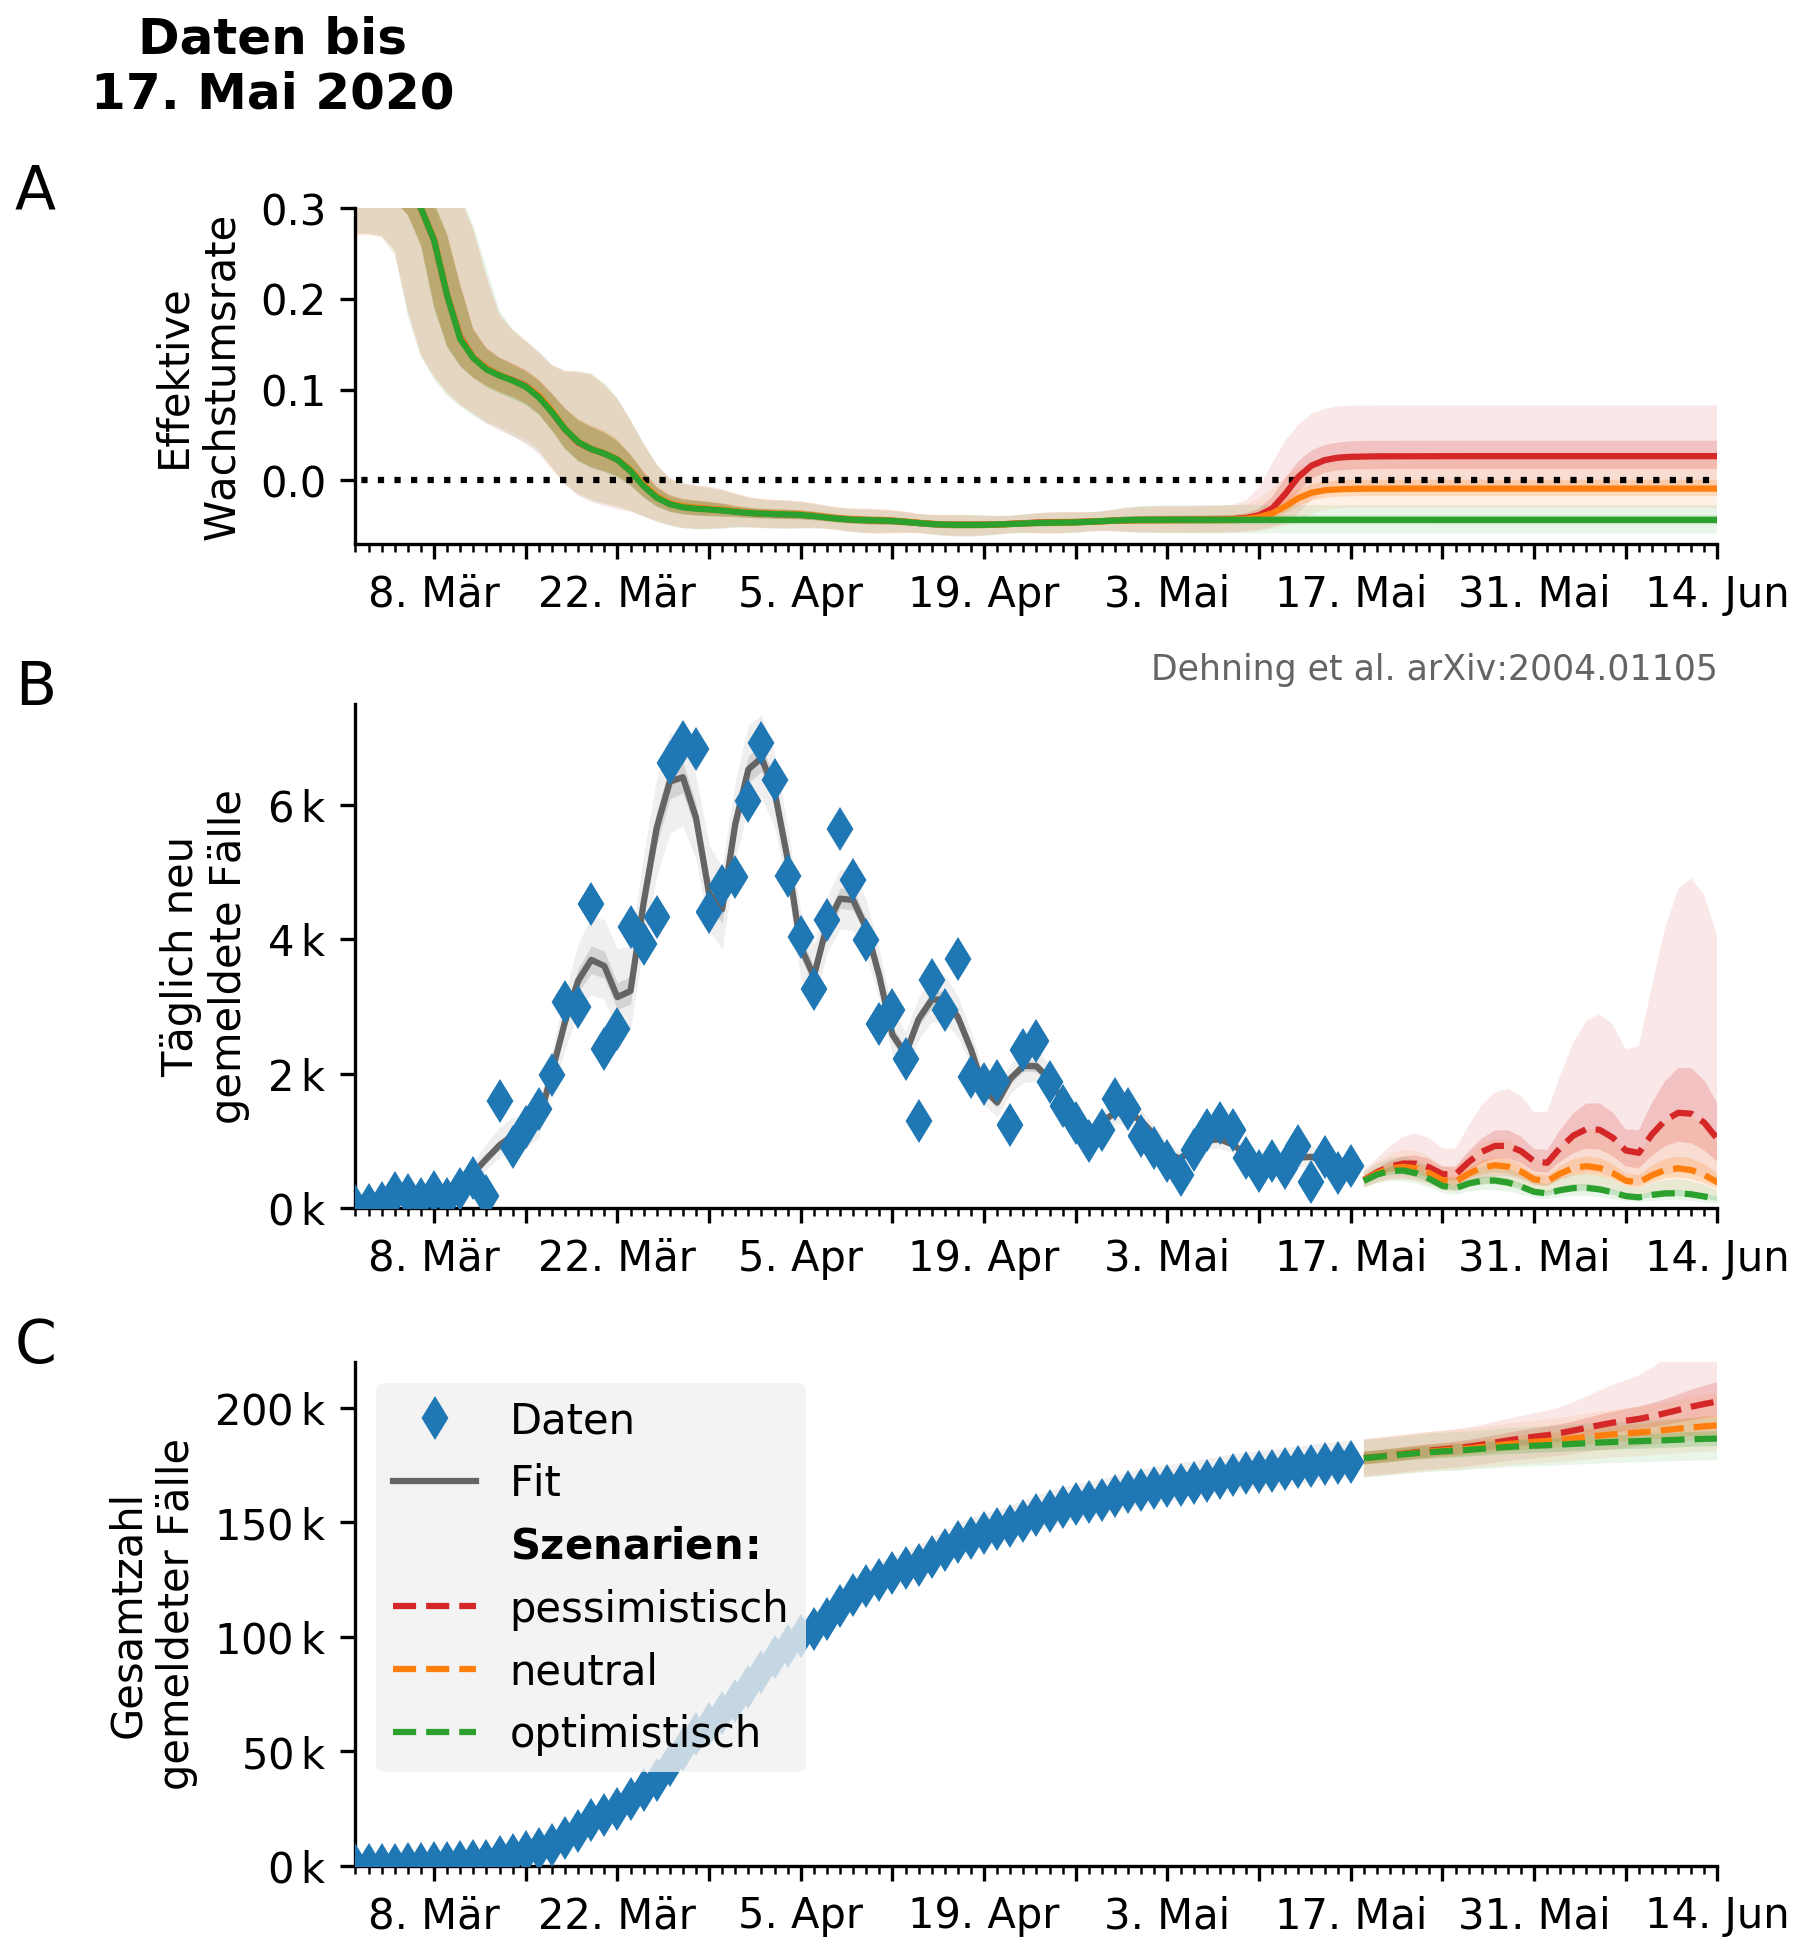 Daten bis
17. Mai 2020
A
Effektive
Wachstumsrate
0.3
0.2
0.1
0.0
8. Mär 22. Mär 5. Apr 19. Apr 3. Mai 17. Mai 31. Mai 14. Jun
Dehning et al. arXiv:2004.01105
B
Täglich neu
gemeldete Fälle
6 k
4 k
2 k
0 k
8. Mär 22. Mär 5. Apr 19. Apr 3. Mai 17. Mai 31. Mai 14. Jun
C
Gesamtzahl
gemeldeter Fälle
200 k
150 k
100 k
50 k
0 k
Daten
Fit
Szenarien:
pessimistisch
neutral
optimistisch
8. Mär 22. Mär 5. Apr 19. Apr 3. Mai 17. Mai 31. Mai 14. Jun